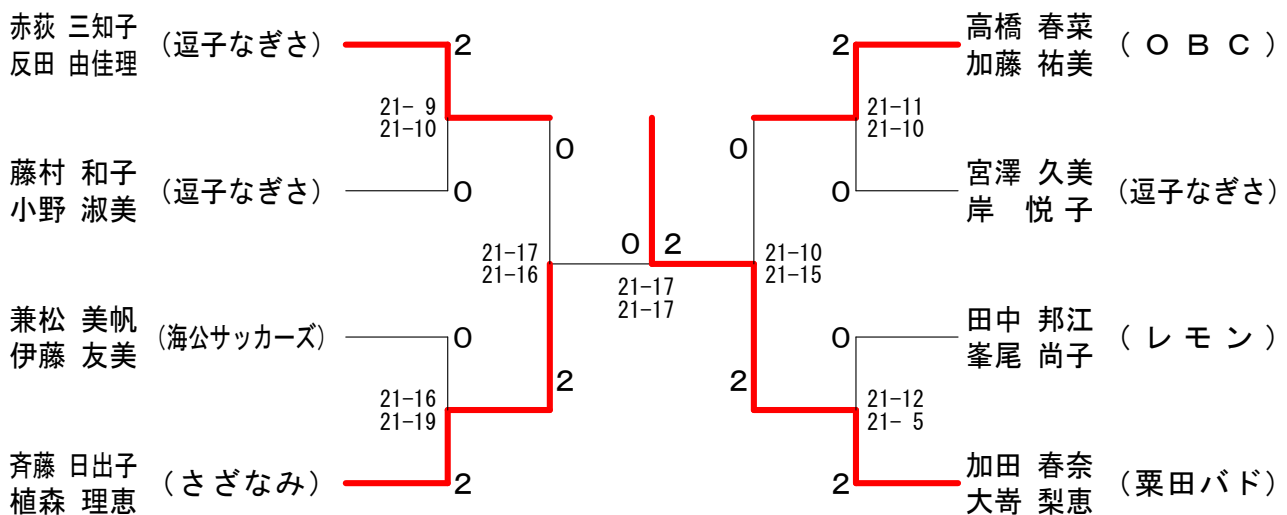 赤荻 三知子
反田 由佳理
(逗子なぎさ)
2
21- 9
21-10
0
藤村 和子
小野 淑美
(逗子なぎさ)
0
21-17
21-16
兼松 美帆
伊藤 友美
(海公サッカーズ)
0
21-16
21-19
2
斉藤 日出子
植森 理恵
(さざなみ)
2
0 2
21-17
21-17
高橋 春菜
加藤 祐美
(ＯＢＣ)
2
21-11
21-10
0
宮澤 久美
岸 悦子
(逗子なぎさ)
0
21-10
21-15
田中 邦江
峯尾 尚子
(レモン)
0
21-12
21- 5
2
加田 春奈
大嵜 梨恵
(粟田バド)
2